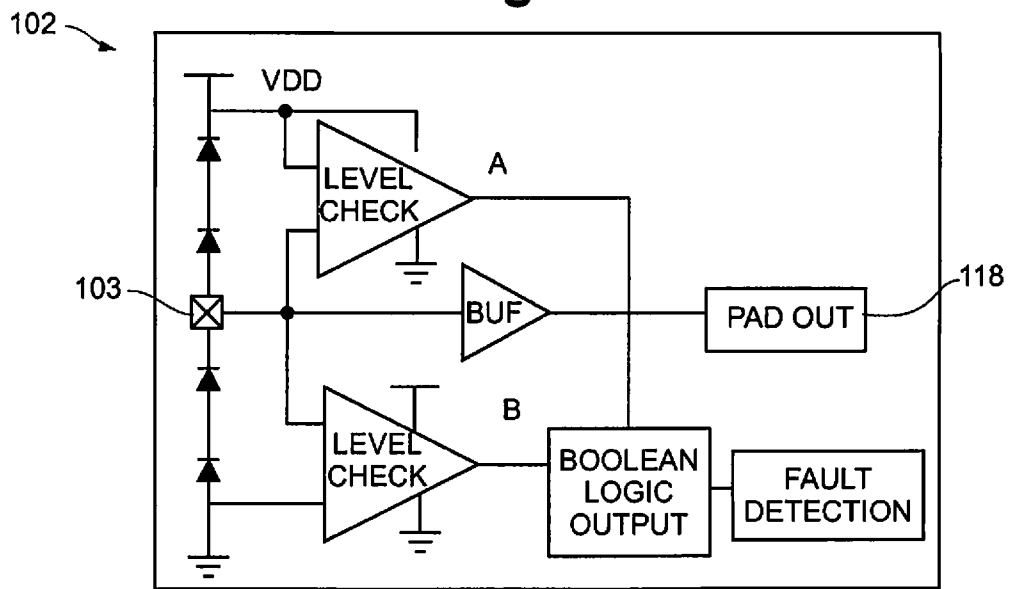 102
VDD
LEVEL
CHECK
A
103
BUF
PAD OUT
118
LEVEL
CHECK
B
BOOLEAN
LOGIC
OUTPUT
FAULT
DETECTION